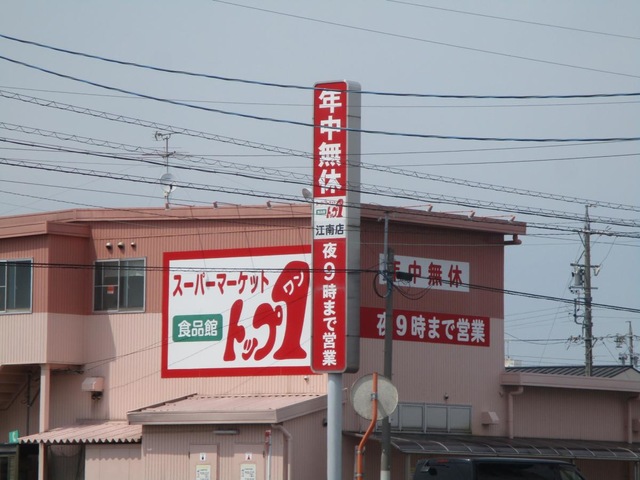 年中無休
トップ1
江南店
夜9時まで営業
スーパーマーケット
食品館
トップ1
ワン
年中無休
夜9時まで営業